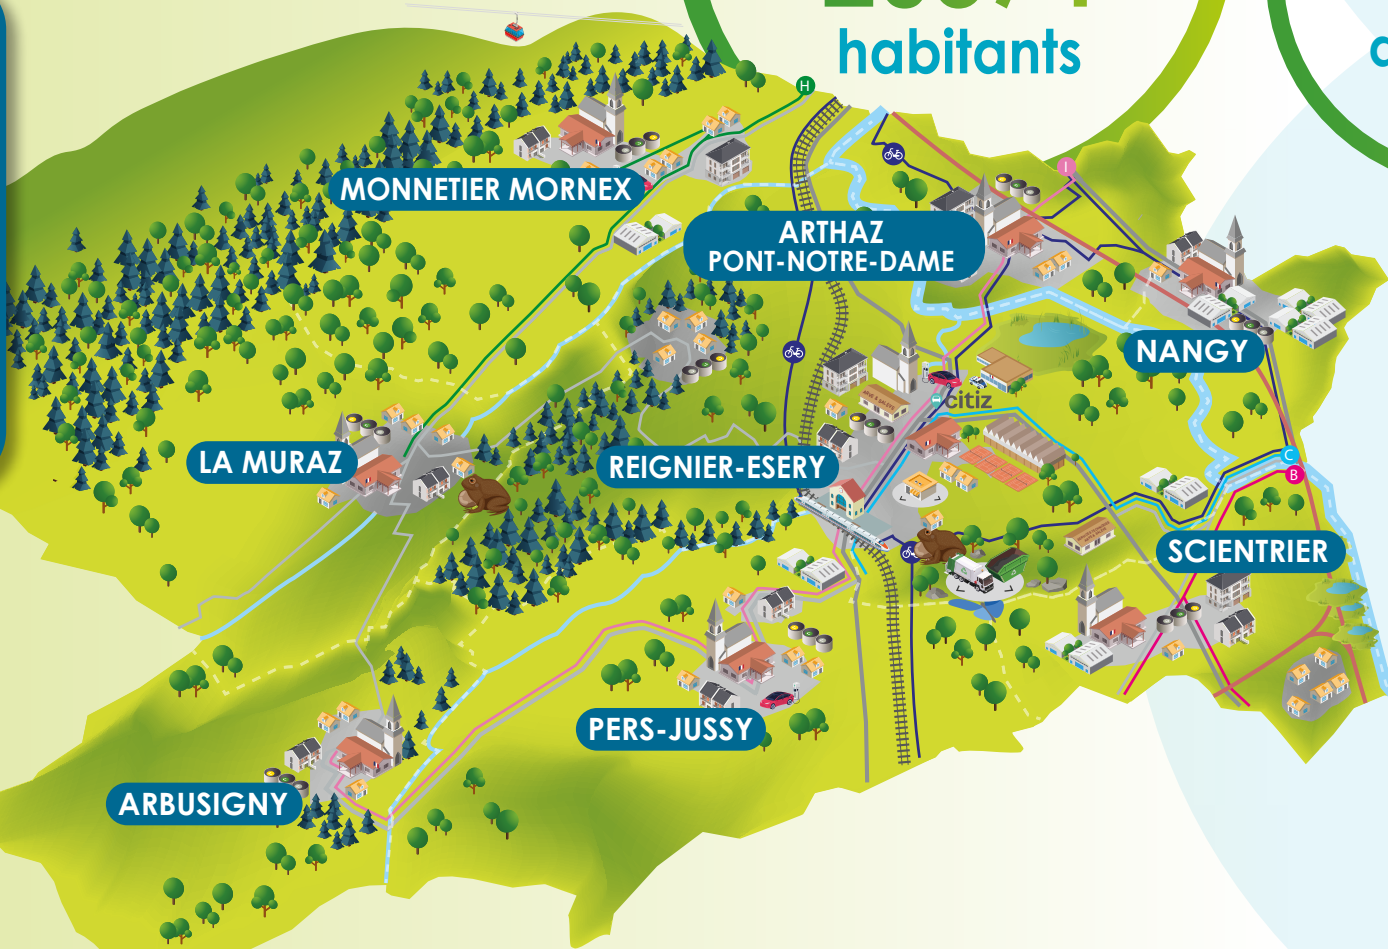 habitants
H
MONNETIER MORNEX
I
ARTHAZ
PONT-NOTRE-DAME
NANGY
citiz
LA MURAZ
REIGNIER-ESERY
C
B
SCIENTRIER
PERS-JUSSY
ARBUSIGNY